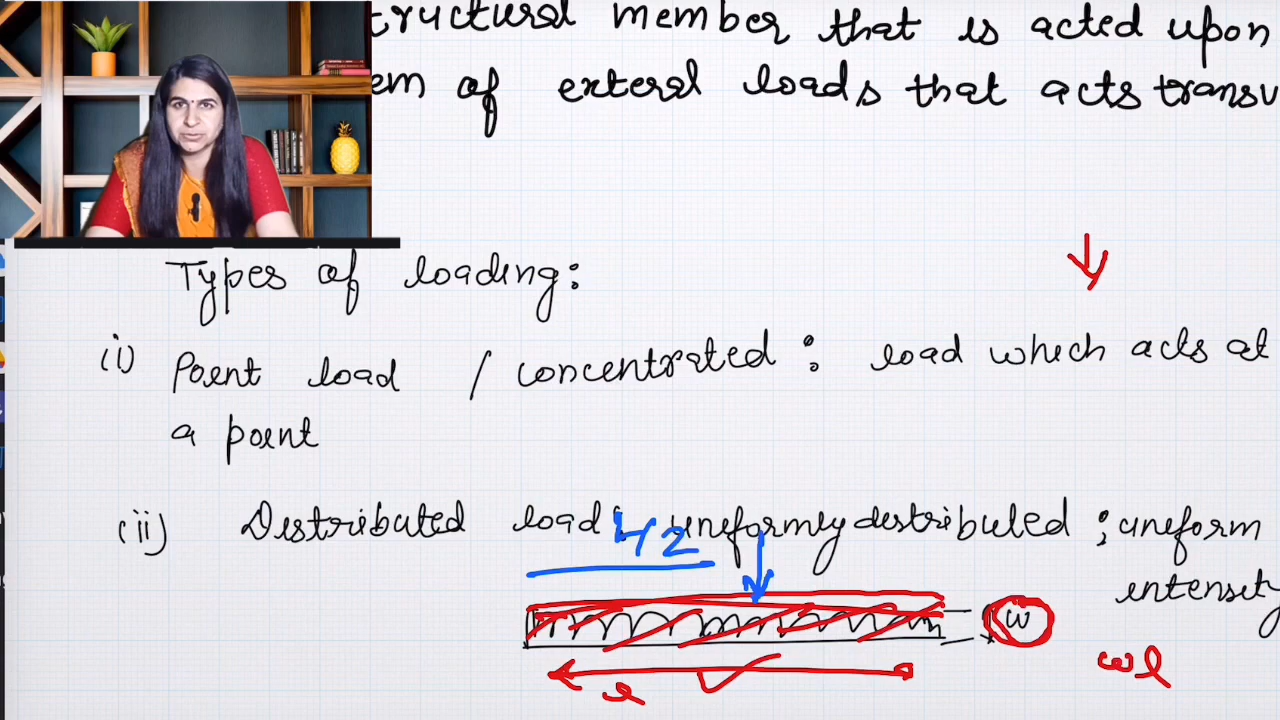 tructural member that is acted upon
em of exteral loads that acts transv
Types of loading:
(i) Point load / concentrated : load which acts at
a point
(ii) Distributed load: uniformly distributed ; uniform
intensity
L/2
w
l
wl